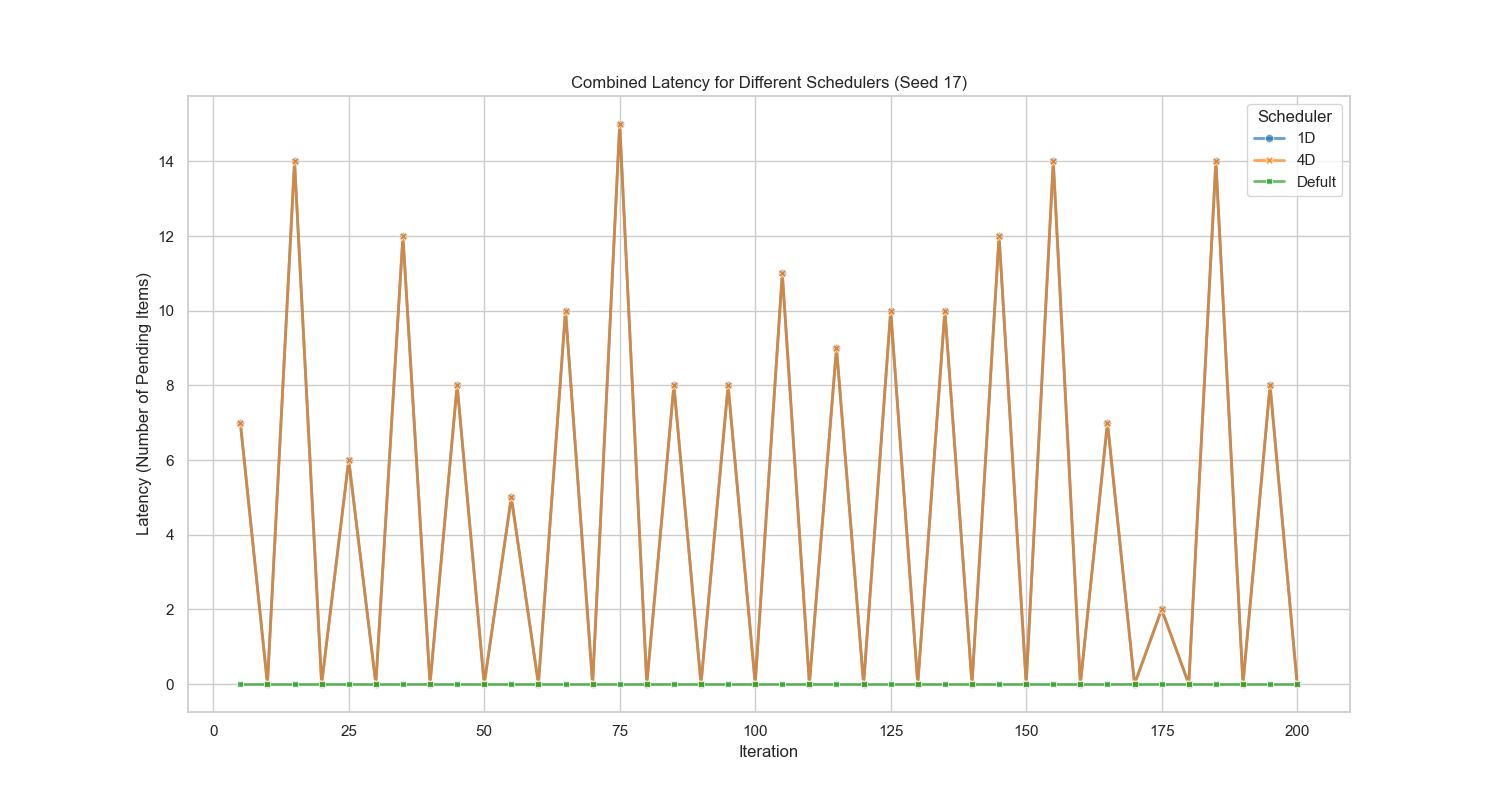 Combined Latency for Different Schedulers (Seed 17)
Scheduler
1D
4D
Defult
Latency (Number of Pending Items)
14
12
10
8
6
4
2
0
0 25 50 75 100 125 150 175 200
Iteration